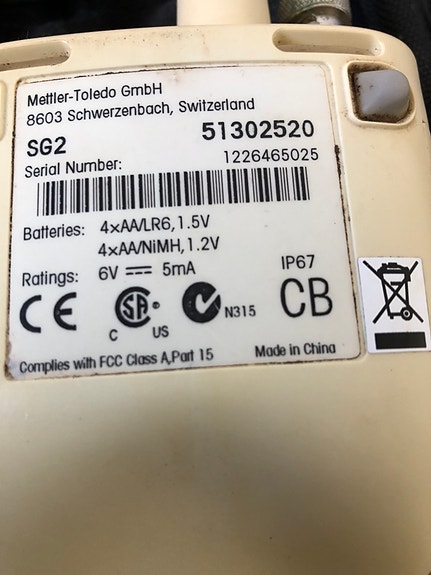 Mettler-Toledo GmbH
8603 Schwerzenbach, Switzerland
SG2 51302520
Serial Number: 1226465025
Batteries: 4×AA/LR6, 1.5V
4×AA/NiMH, 1.2V
Ratings: 6V ⎓ 5mA IP67
CE C SA ® US N315 CB
Complies with FCC Class A,Part 15 Made in China